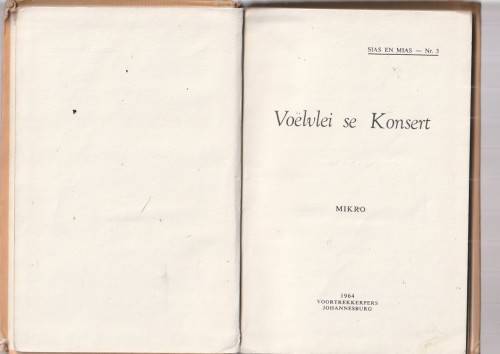 SIAS EN MIAS — Nr. 3
Voëlvlei se Konsert
MIKRO
1964
VOORTREKKERPERS
JOHANNESBURG